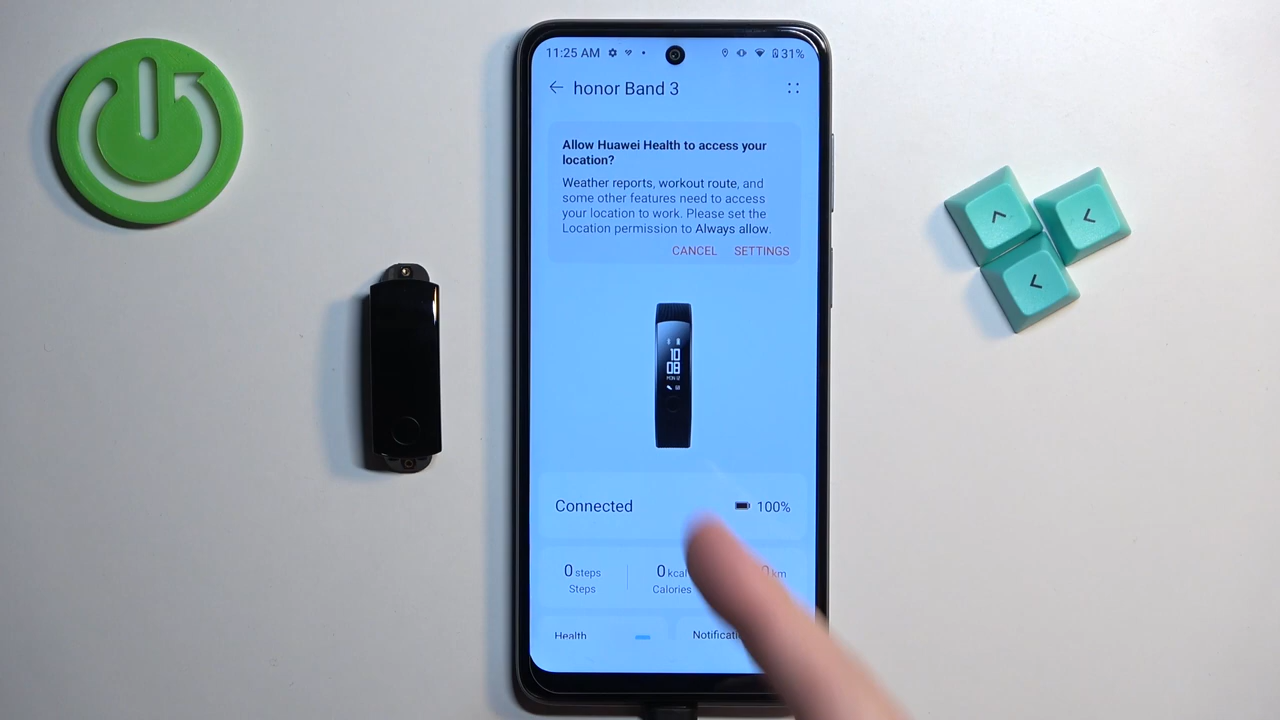 11:25 AM
31%
honor Band 3
Allow Huawei Health to access your
location?
Weather reports, workout route, and
some other features need to access
your location to work. Please set the
Location permission to Always allow.
CANCEL SETTINGS
10
08
Connected
100%
0 steps
0 kcal
0 km
Steps
Calories
Health